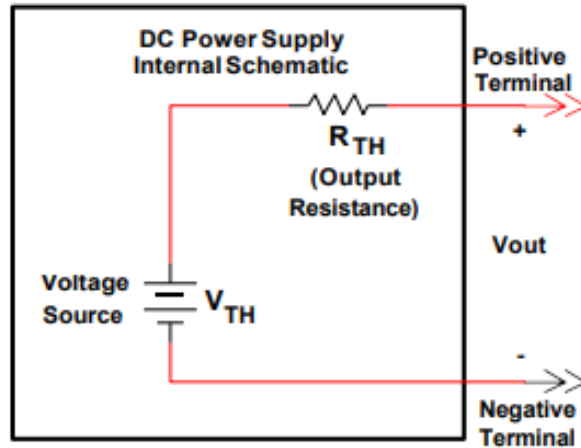 DC Power Supply
Internal Schematic
Positive
Terminal
+
RTH
(Output
Resistance)
Vout
Voltage
Source
VTH
-
Negative
Terminal